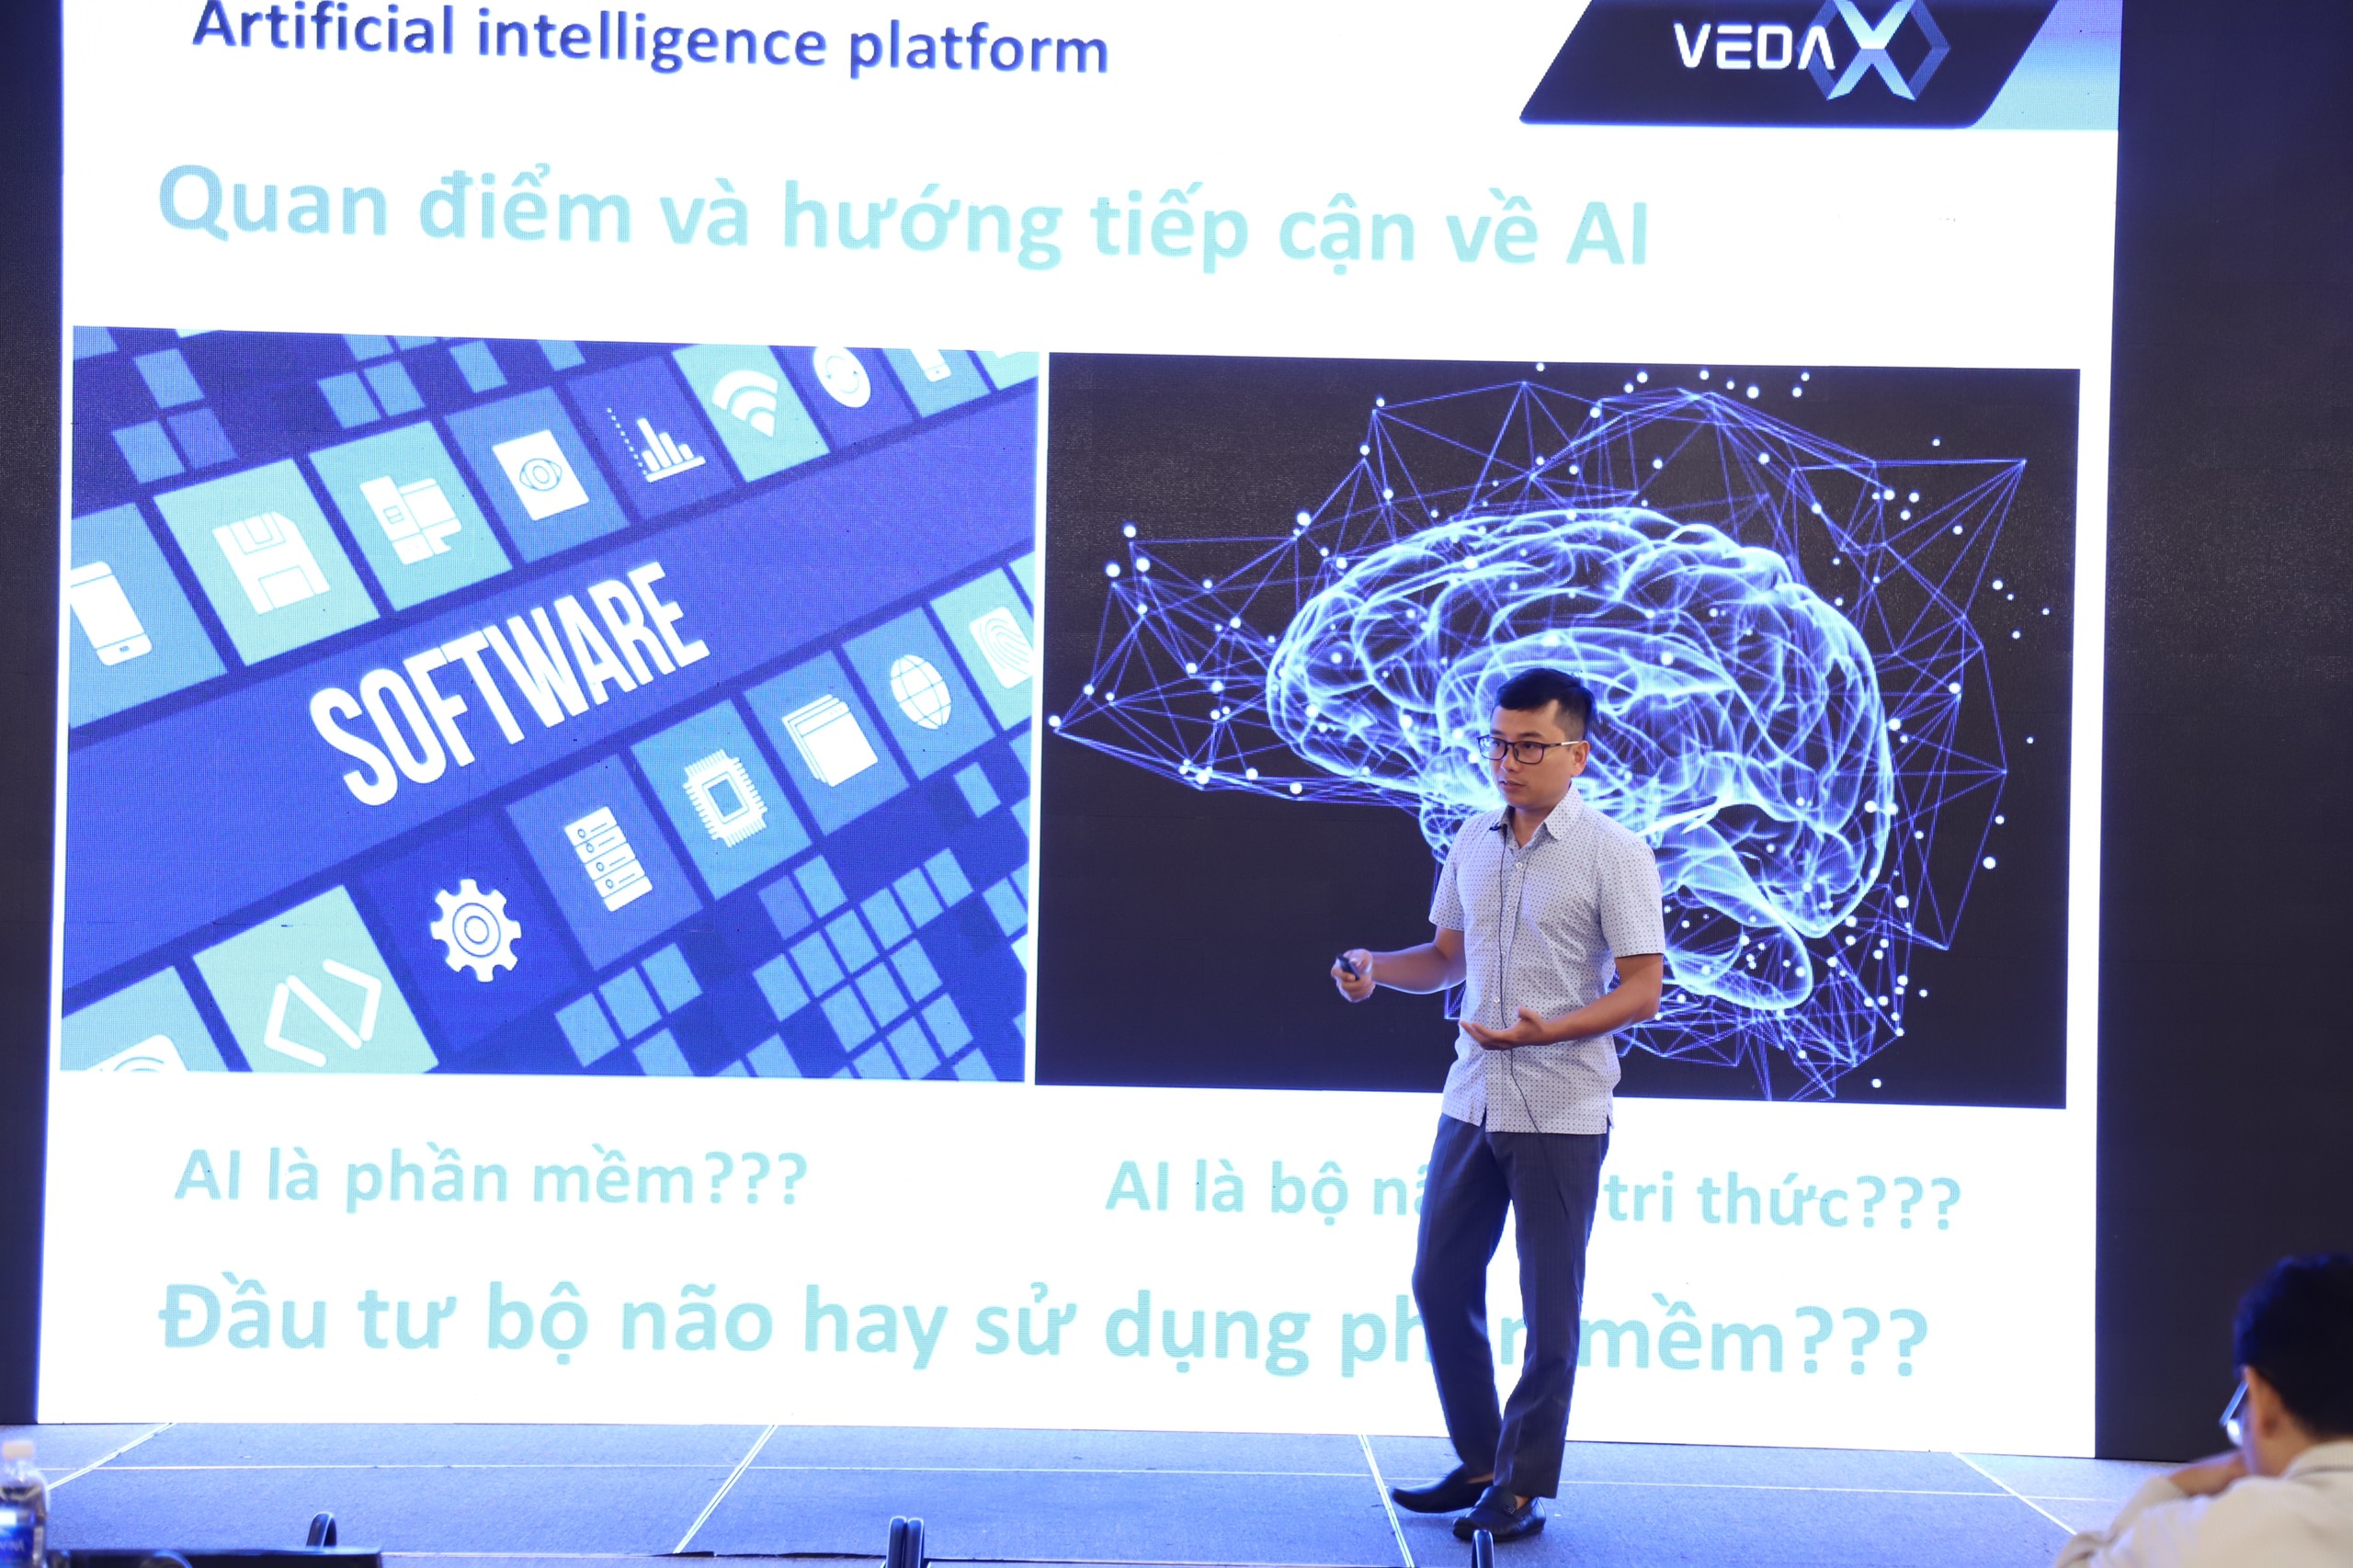 Artificial intelligence platform
VEDAX
Quan điểm và hướng tiếp cận về AI
SOFTWARE
AI là phần mềm???
AI là bộ tri thức???
Đầu tư bộ não hay sử dụng mềm???